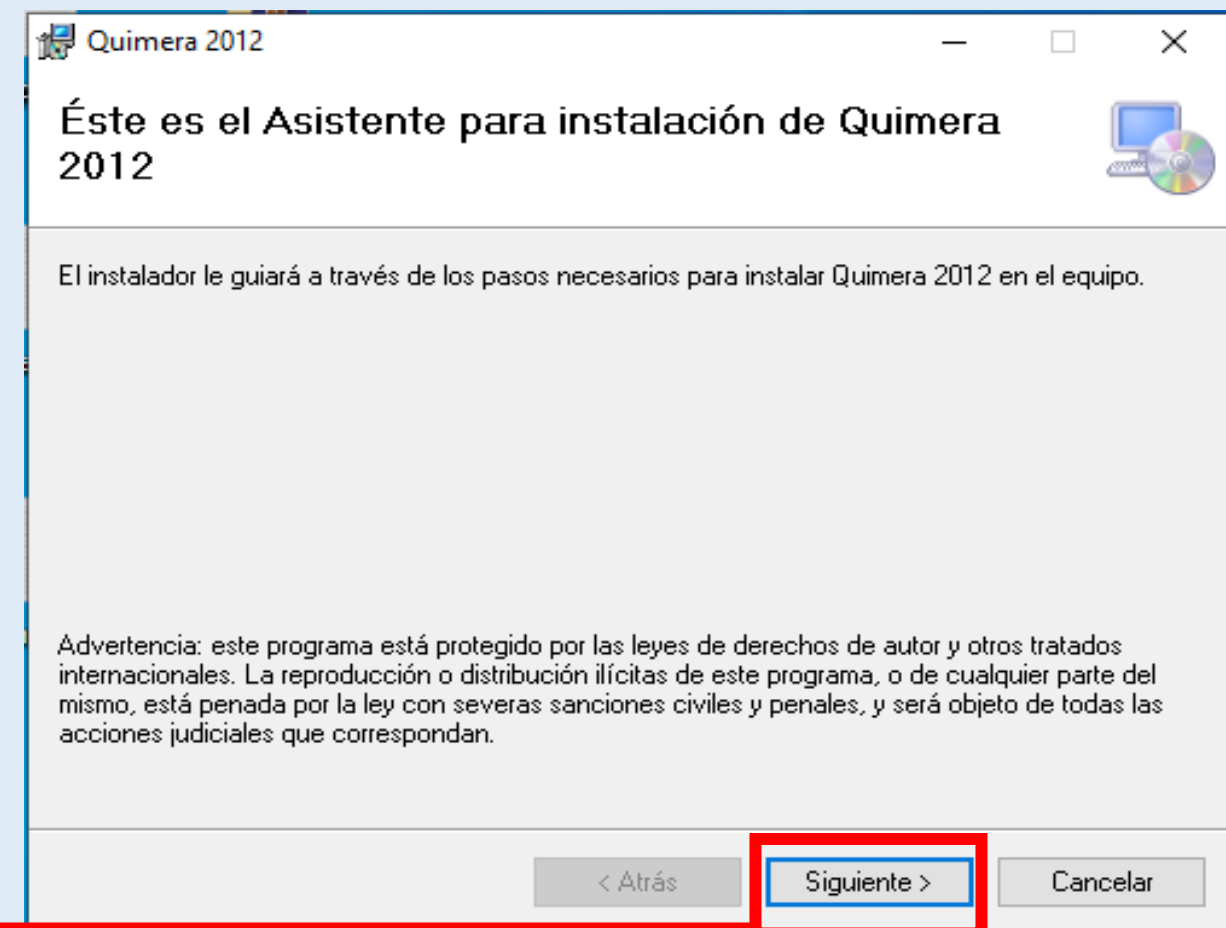 Quimera 2012
Éste es el Asistente para instalación de Quimera
2012
El instalador le guiará a través de los pasos necesarios para instalar Quimera 2012 en el equipo.
Advertencia: este programa está protegido por las leyes de derechos de autor y otros tratados
internacionales. La reproducción o distribución ilícitas de este programa, o de cualquier parte del
mismo, está penada por la ley con severas sanciones civiles y penales, y será objeto de todas las
acciones judiciales que correspondan.
< Atrás
Siguiente >
Cancelar